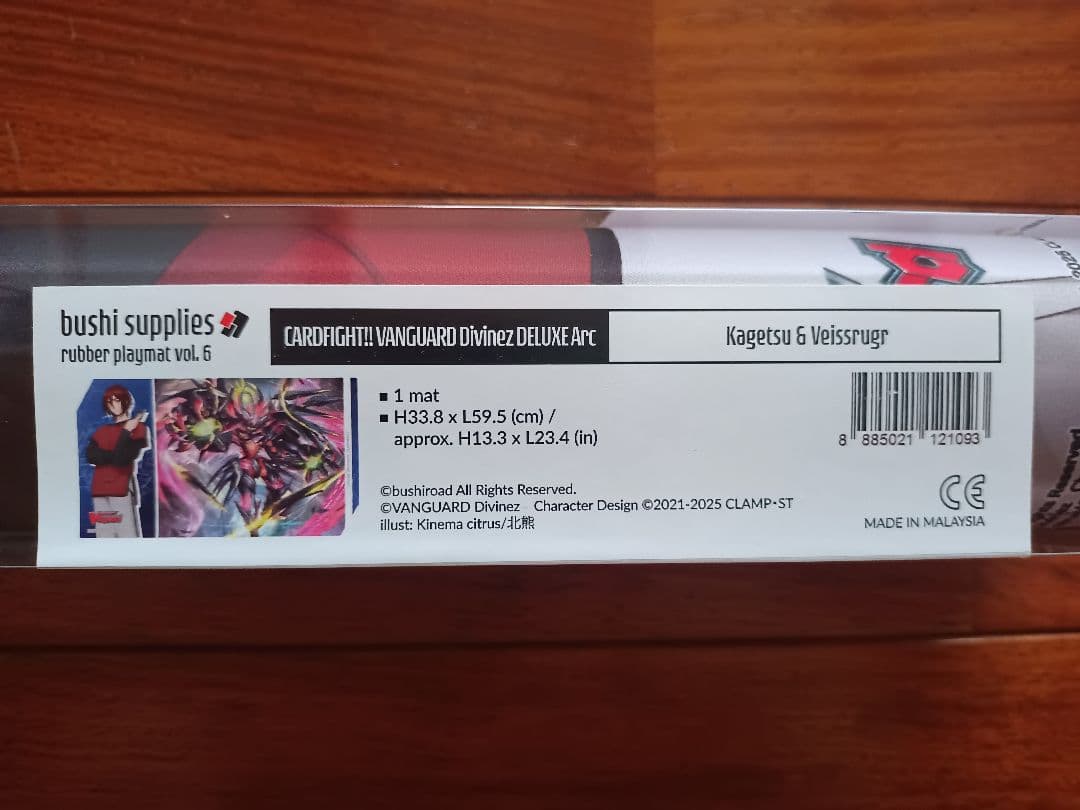 bushi supplies
rubber playmat vol. 6
CARDFIGHT!! VANGUARD Divinez DELUXE Arc
Kagetsu & Veissrugr
■ 1 mat
■ H33.8 x L59.5 (cm) /
approx. H13.3 x L23.4 (in)
8 885021 121093
©bushiroad All Rights Reserved.
©VANGUARD Divinez Character Design ©2021-2025 CLAMP・ST
illust: Kinema citrus/北熊
CE
MADE IN MALAYSIA